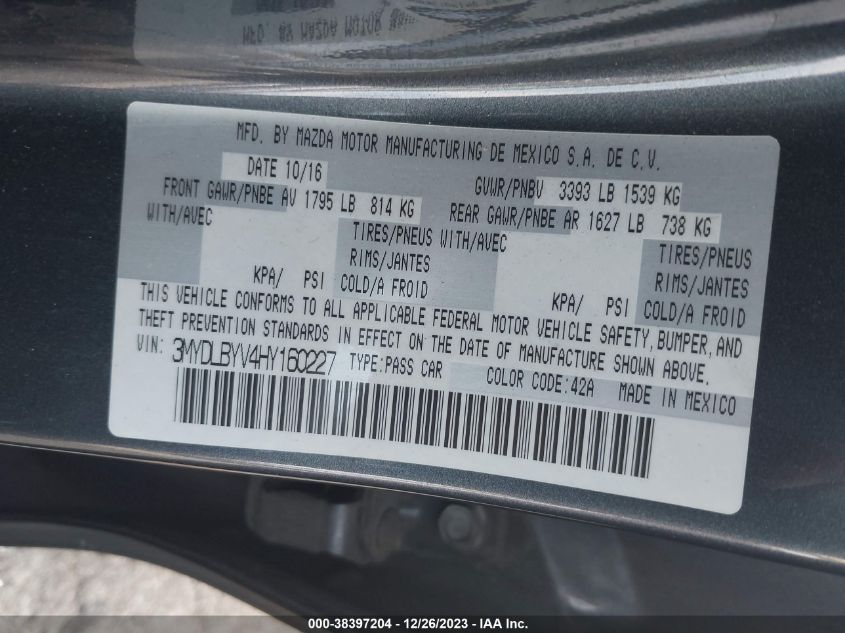 MFD. BY MAZDA MOTOR MANUFACTURING DE MEXICO S.A. DE C.V.
DATE 10/16 GVWR/PNBV 3393 LB 1539 KG
FRONT GAWR/PNBE AV 1795 LB 814 KG REAR GAWR/PNBE AR 1627 LB 738 KG
WITH/AVEC TIRES/PNEUS WITH/AVEC TIRES/PNEUS
RIMS/JANTES RIMS/JANTES
KPA/ PSI COLD/A FROID KPA/ PSI COLD/A FROID
THIS VEHICLE CONFORMS TO ALL APPLICABLE FEDERAL MOTOR VEHICLE SAFETY, BUMPER, AND
THEFT PREVENTION STANDARDS IN EFFECT ON THE DATE OF MANUFACTURE SHOWN ABOVE.
VIN: 3MYDLBYV4HY160227 TYPE:PASS CAR COLOR CODE:42A MADE IN MEXICO
000-38397204 - 12/26/2023 - IAA Inc.